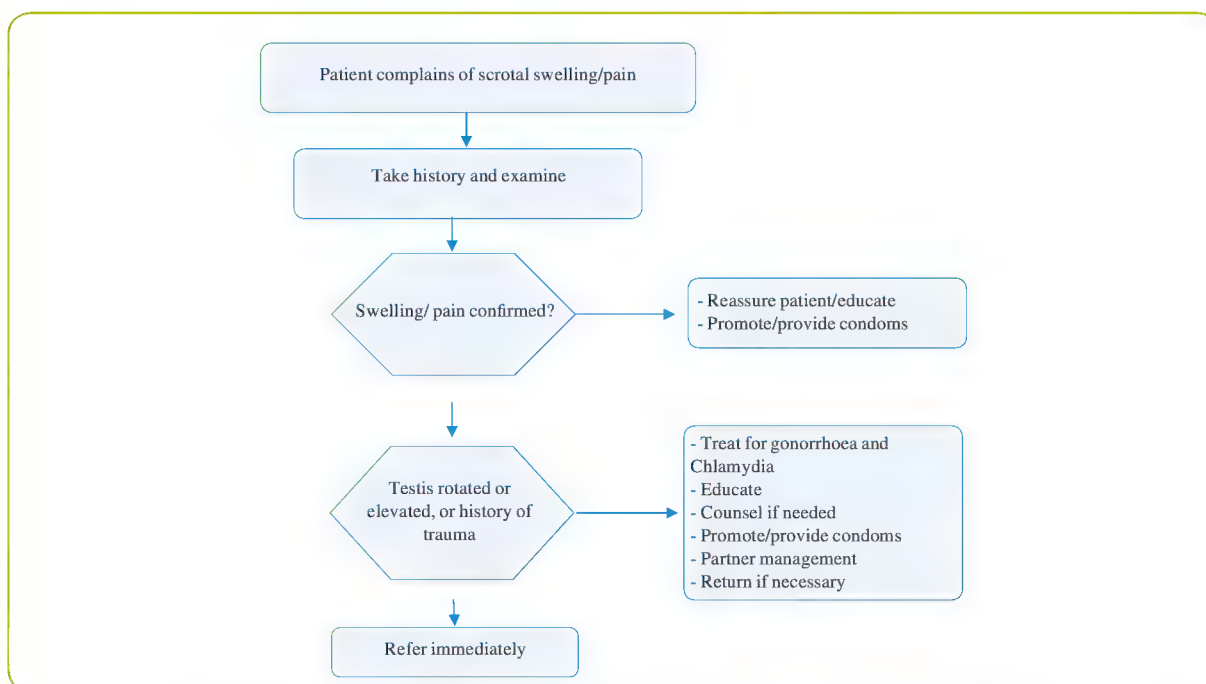 Patient complains of scrotal swelling/pain
Take history and examine
Swelling/ pain confirmed?
- Reassure patient/educate
- Promote/provide condoms
Testis rotated or
elevated, or history of
trauma
- Treat for gonorrhoea and
Chlamydia
- Educate
- Counsel if needed
- Promote/provide condoms
- Partner management
- Return if necessary
Refer immediately